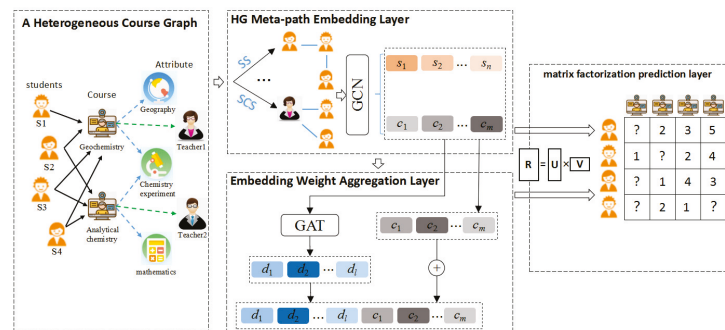 A Heterogeneous Course Graph
students
Attribute
Course
S1
Geography
Geochemistry
Teacher1
S2
Chemistry
experiment
S3
Analytical
chemistry
Teacher2
S4
mathematics
HG Meta-path Embedding Layer
SS
...
SCS
GCN
s1 s2 ... sn
c1 c2 ... cm
Embedding Weight Aggregation Layer
GAT
c1 c2 ... cm
d1 d2 ... dl
+
d1 d2 ... dl c1 c2 ... cm
matrix factorization prediction layer
R = U × V
? 2 3 5
1 ? 2 4
? 1 4 3
? 2 1 ?